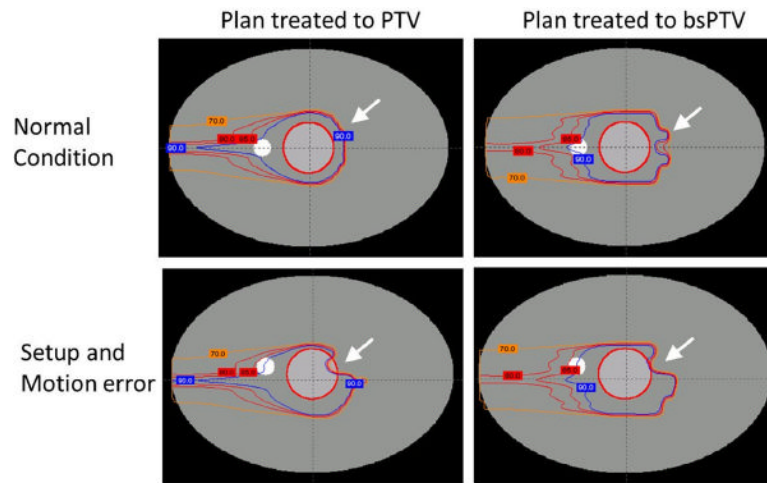 Plan treated to PTV
Plan treated to bsPTV
Normal
Condition
70.0
90.0
90.0
90.0
70.0
Setup and
Motion error
70.0
90.0
90.0
70.0
90.0